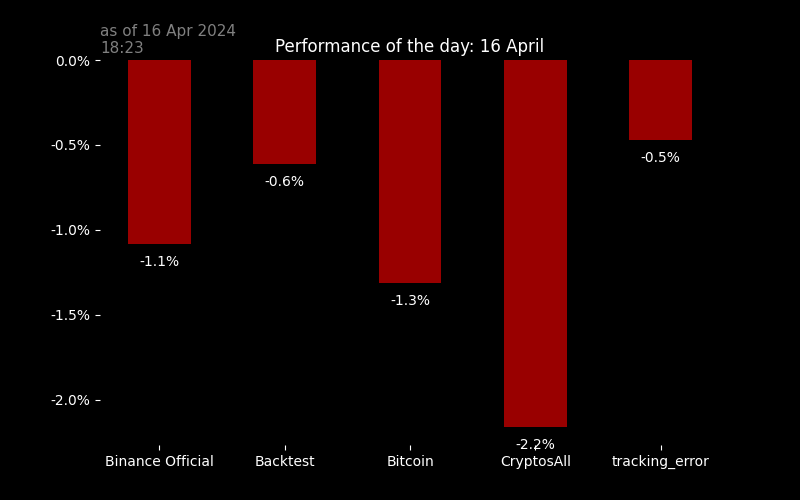 as of 16 Apr 2024
18:23
Performance of the day: 16 April
0.0%
-0.5%
-1.0%
-1.5%
-2.0%
-1.1%
-0.6%
-1.3%
-2.2%
-0.5%
Binance Official
Backtest
Bitcoin
CryptosAll
tracking_error